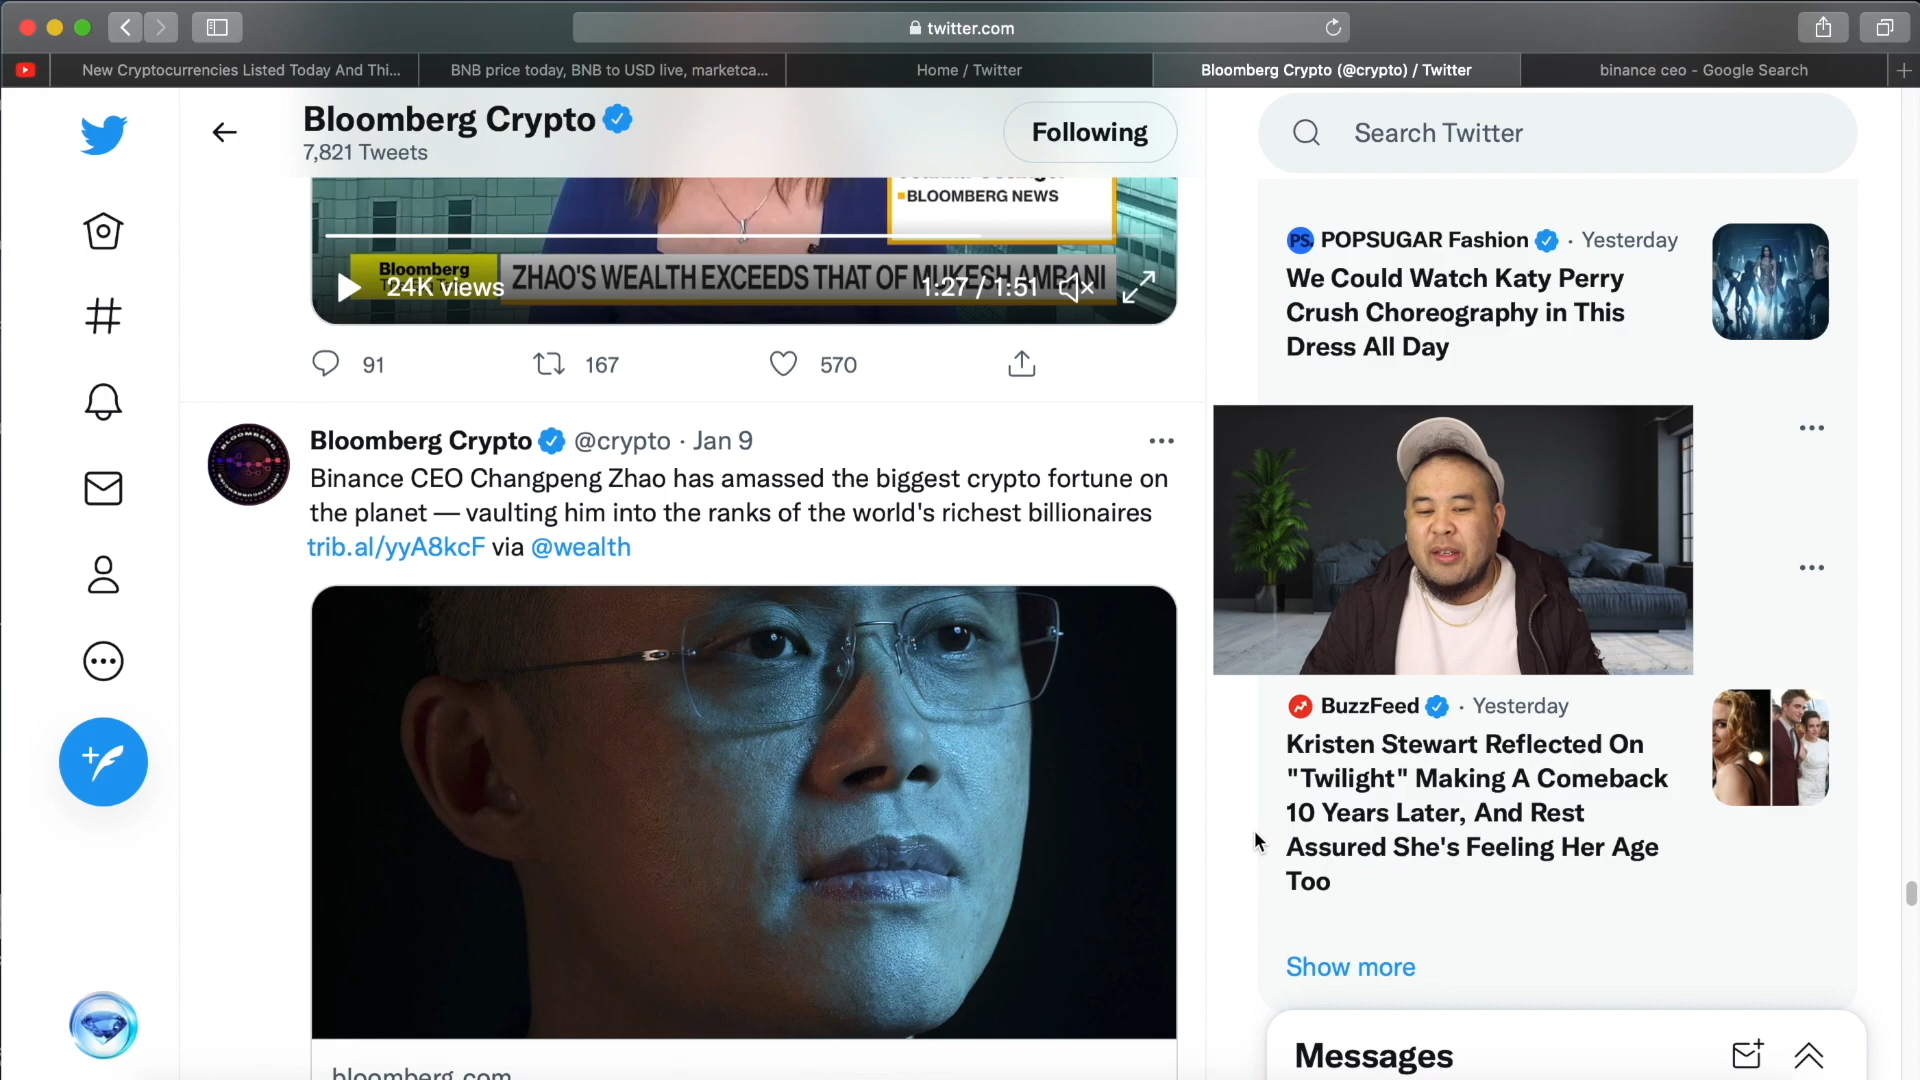 twitter.com
New Cryptocurrencies Listed Today And Thi...
BNB price today, BNB to USD live, marketca...
Home / Twitter
Bloomberg Crypto (@crypto) / Twitter
binance ceo - Google Search
Bloomberg Crypto
7,821 Tweets
Following
Search Twitter
BLOOMBERG NEWS
Bloomberg
ZHAO'S WEALTH EXCEEDS THAT OF MUKESH AMBANI
24K views
1:27 / 1:51
91
167
570
Bloomberg Crypto @crypto · Jan 9
Binance CEO Changpeng Zhao has amassed the biggest crypto fortune on
the planet — vaulting him into the ranks of the world's richest billionaires
trib.al/yyA8kcF via @wealth
bloomberg.com
PS. POPSUGAR Fashion · Yesterday
We Could Watch Katy Perry
Crush Choreography in This
Dress All Day
BuzzFeed · Yesterday
Kristen Stewart Reflected On
"Twilight" Making A Comeback
10 Years Later, And Rest
Assured She's Feeling Her Age
Too
Show more
Messages